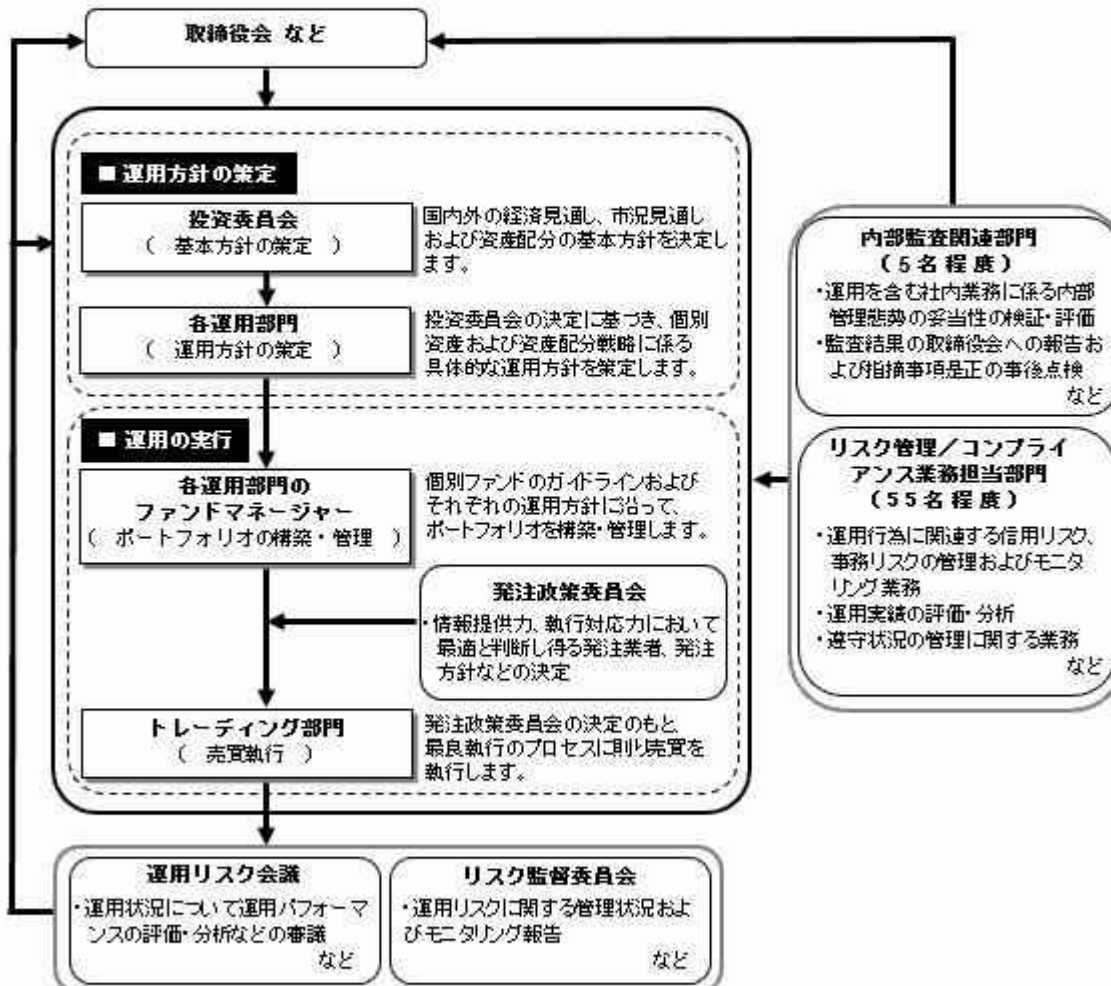 取締役会 など
■ 運用方針の策定
投資委員会
( 基本方針の策定 )
国内外の経済見通し、市況見通し
および資産配分の基本方針を決定し
ます。
各運用部門
( 運用方針の策定 )
投資委員会の決定に基づき、個別
資産および資産配分戦略に係る
具体的な運用方針を策定します。
■ 運用の実行
各運用部門の
ファンドマネージャー
( ポートフォリオの構築・管理 )
個別ファンドのガイドラインおよび
それぞれの運用方針に沿って、
ポートフォリオを構築・管理します。
発注政策委員会
・情報提供力、執行対応力において
最適と判断し得る発注業者、発注
方針などの決定
トレーディング部門
( 売買執行 )
発注政策委員会の決定のもと、
最良執行のプロセスに則り売買を
執行します。
運用リスク会議
・運用状況について運用パフォーマ
ンスの評価・分析などの審議
など
リスク監督委員会
・運用リスクに関する管理状況およ
びモニタリング報告
など
内部監査関連部門
(5名程度)
・運用を含む社内業務に係る内部
管理態勢の妥当性の検証・評価
・監査結果の取締役会への報告お
よび指摘事項是正の事後点検
など
リスク管理/コンプライ
アンス業務担当部門
(55名程度)
・運用行為に関連する信用リスク、
事務リスクの管理およびモニタ
リング業務
・運用実績の評価・分析
・遵守状況の管理に関する業務
など